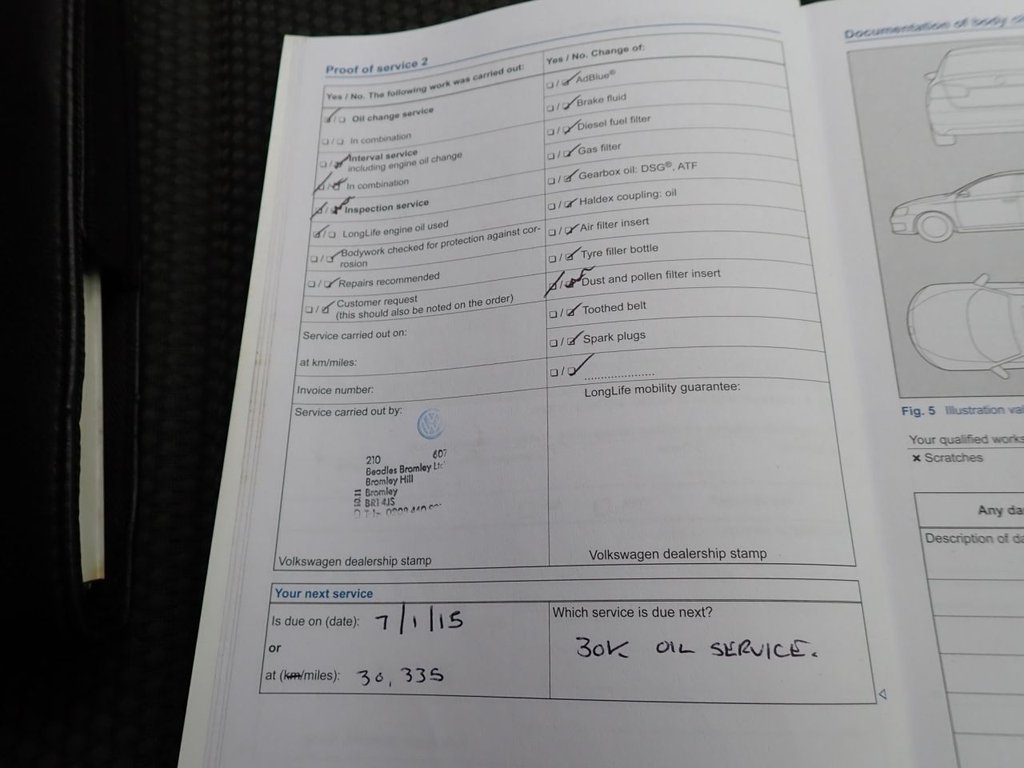 Proof of service 2
Yes / No. The following work was carried out:
Oil change service
In combination
Interval service
including engine oil change
In combination
Inspection service
LongLife engine oil used
Bodywork checked for protection against cor-
rosion
Repairs recommended
Customer request
(this should also be noted on the order)
Service carried out on:
at km/miles:
Invoice number:
Service carried out by:
210 607
Beadles Bromley Ltd
Bromley Hill
Bromley
BR1 4JS
Volkswagen dealership stamp
Yes / No. Change of:
AdBlue®
Brake fluid
Diesel fuel filter
Gas filter
Gearbox oil: DSG®, ATF
Haldex coupling: oil
Air filter insert
Tyre filler bottle
Dust and pollen filter insert
Toothed belt
Spark plugs
....................
LongLife mobility guarantee:
Volkswagen dealership stamp
Your next service
Is due on (date): 7/1/15
or
at (km/miles): 30,335
Which service is due next?
30K OIL SERVICE.
Documentation of body
Fig. 5 Illustration
Your qualified
× Scratches
Any
Description of